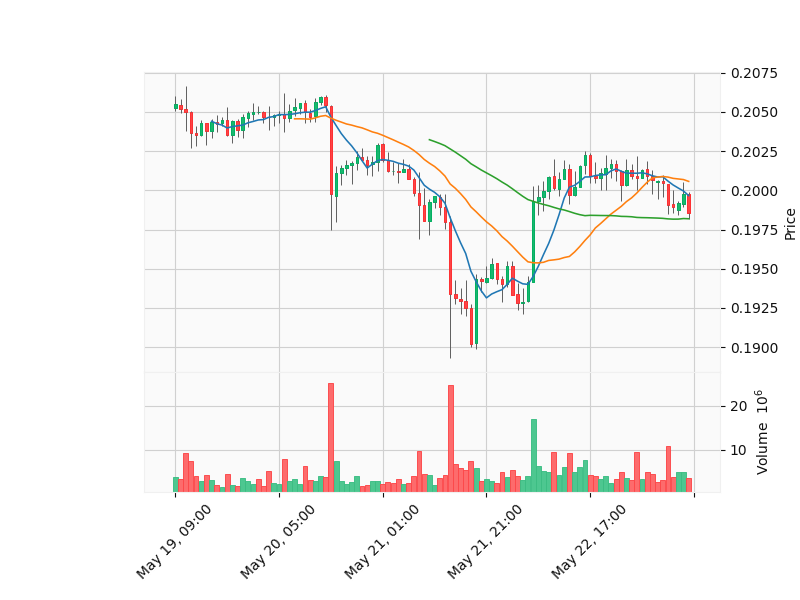 0.2075
0.2050
0.2025
0.2000
0.1975
0.1950
0.1925
0.1900
Price
20
10
Volume 10^6
May 19, 09:00
May 20, 05:00
May 21, 01:00
May 21, 21:00
May 22, 17:00